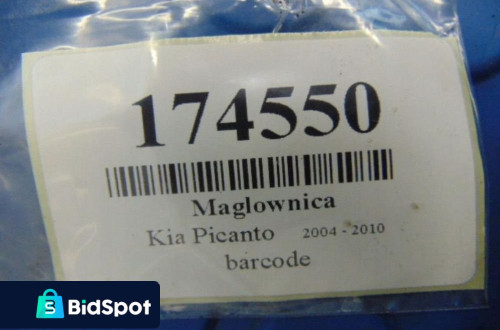 174550
Maglownica
Kia Picanto 2004 - 2010
barcode
BidSpot